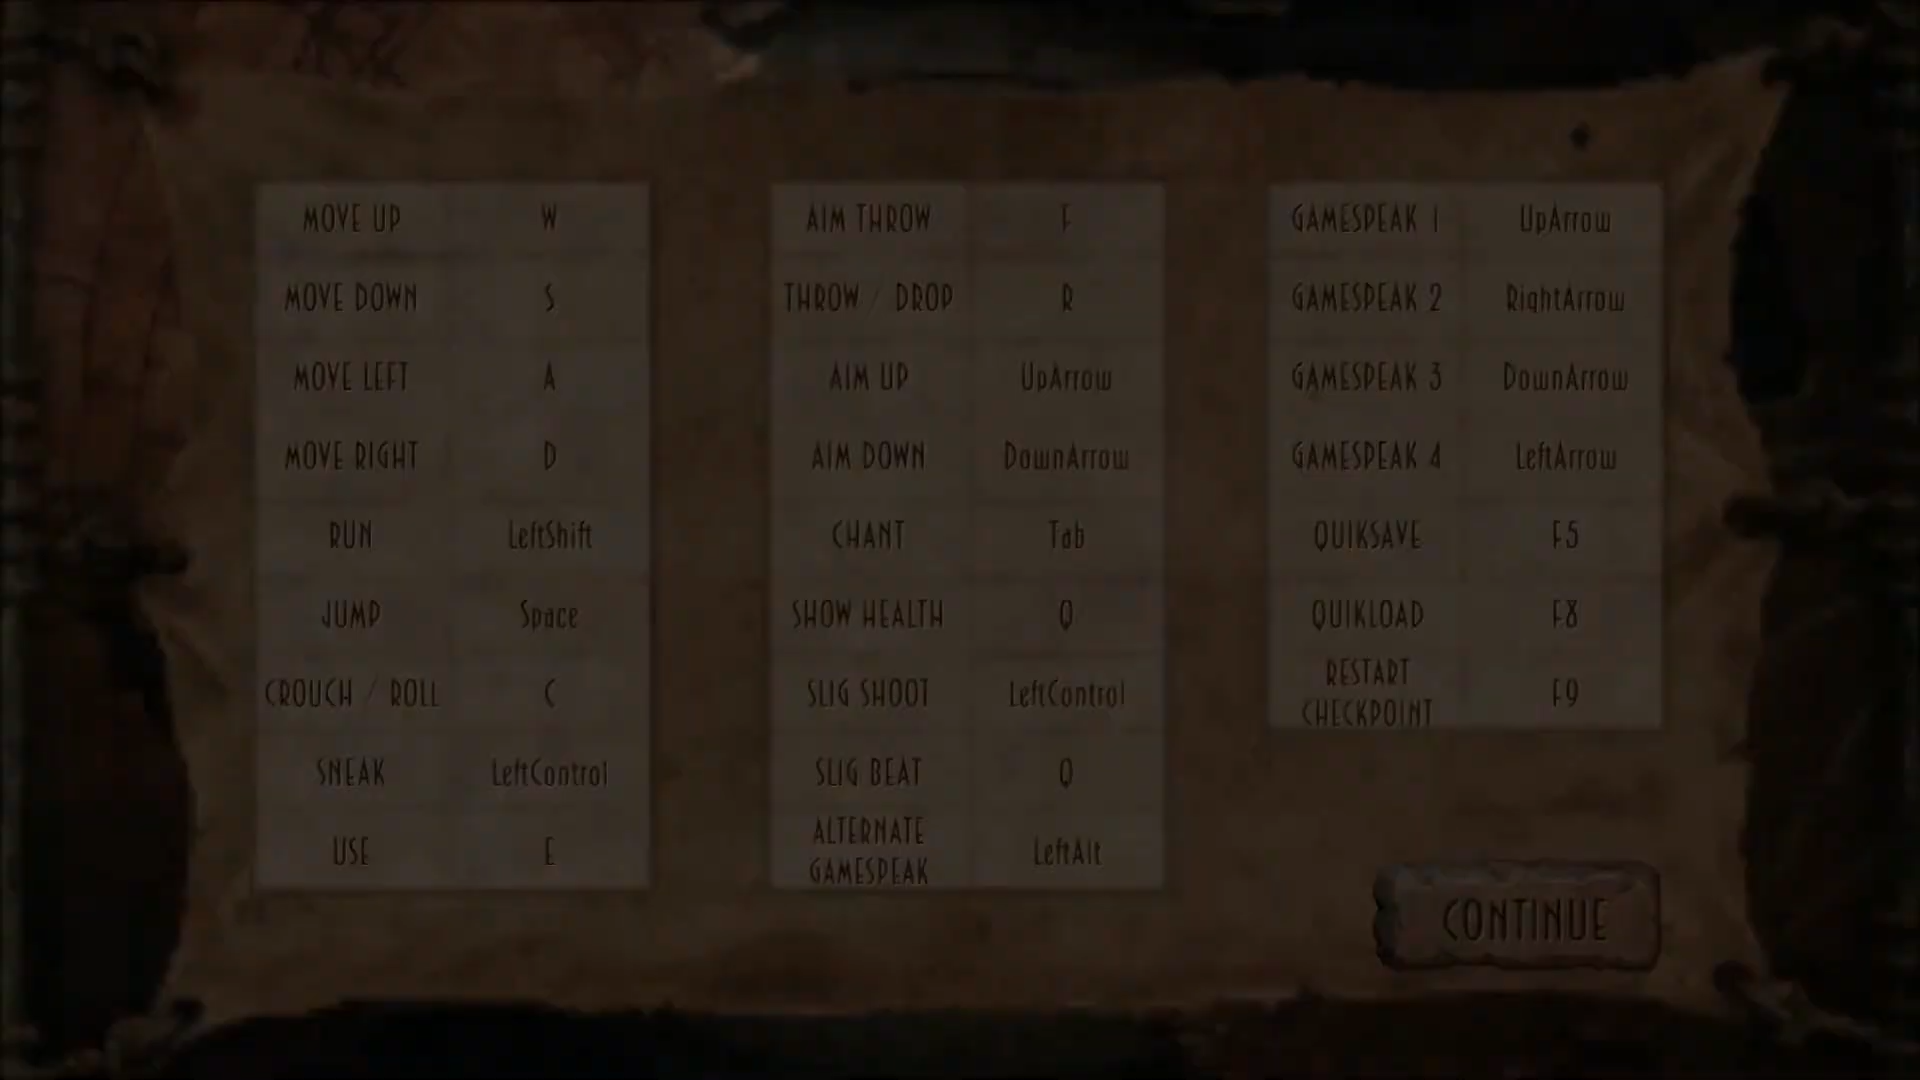 MOVE UP W
MOVE DOWN S
MOVE LEFT A
MOVE RIGHT D
RUN LeftShift
JUMP Space
CROUCH / ROLL C
SNEAK LeftControl
USE E
AIM THROW F
THROW / DROP R
AIM UP UpArrow
AIM DOWN DownArrow
CHANT Tab
SHOW HEALTH Q
SLIG SHOOT LeftControl
SLIG BEAT Q
ALTERNATE
GAMESPEAK LeftAlt
GAMESPEAK 1 UpArrow
GAMESPEAK 2 RightArrow
GAMESPEAK 3 DownArrow
GAMESPEAK 4 LeftArrow
QUIKSAVE F5
QUIKLOAD F8
RESTART
CHECKPOINT F9
CONTINUE